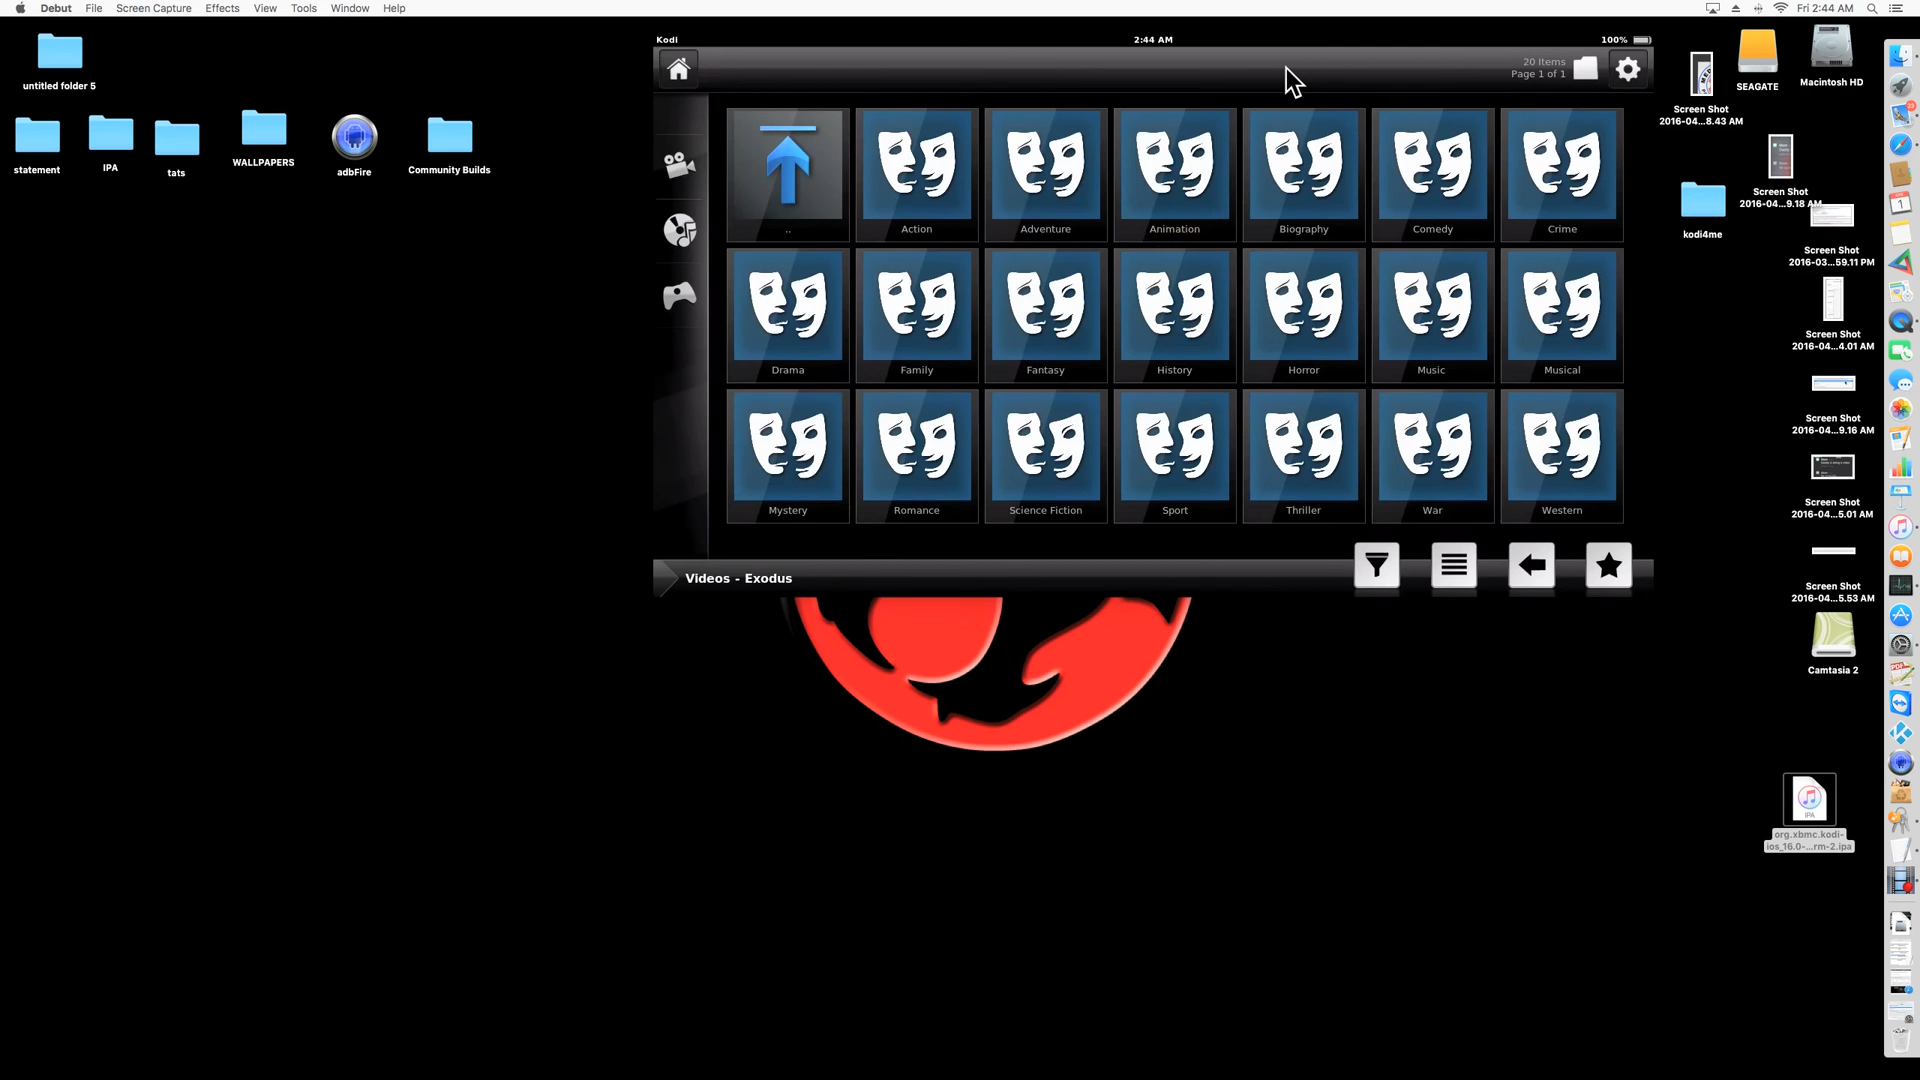 Debut File Screen Capture Effects View Tools Window Help
Fri 2:44 AM
untitled folder 5
statement
IPA
tats
WALLPAPERS
adbFire
Community Builds
Kodi
2:44 AM
100%
20 Items
Page 1 of 1
..
Action
Adventure
Animation
Biography
Comedy
Crime
Drama
Family
Fantasy
History
Horror
Music
Musical
Mystery
Romance
Science Fiction
Sport
Thriller
War
Western
Videos - Exodus
Screen Shot
2016-04...8.43 AM
SEAGATE
Macintosh HD
Screen Shot
2016-04...9.18 AM
kodi4me
Screen Shot
2016-03...59.11 PM
Screen Shot
2016-04...4.01 AM
Screen Shot
2016-04...9.16 AM
Screen Shot
2016-04...5.01 AM
Screen Shot
2016-04...5.53 AM
Camtasia 2
IPA
org.xbmc.kodi-
ios_16.0-...rm-2.ipa
1